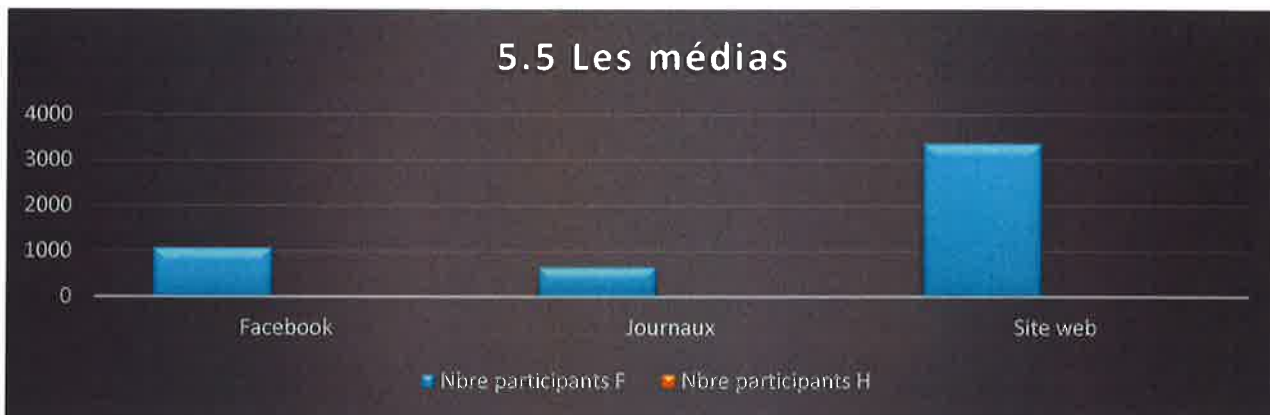 5.5 Les médias
4000
3000
2000
1000
0
Facebook Journaux Site web
Nbre participants F Nbre participants H